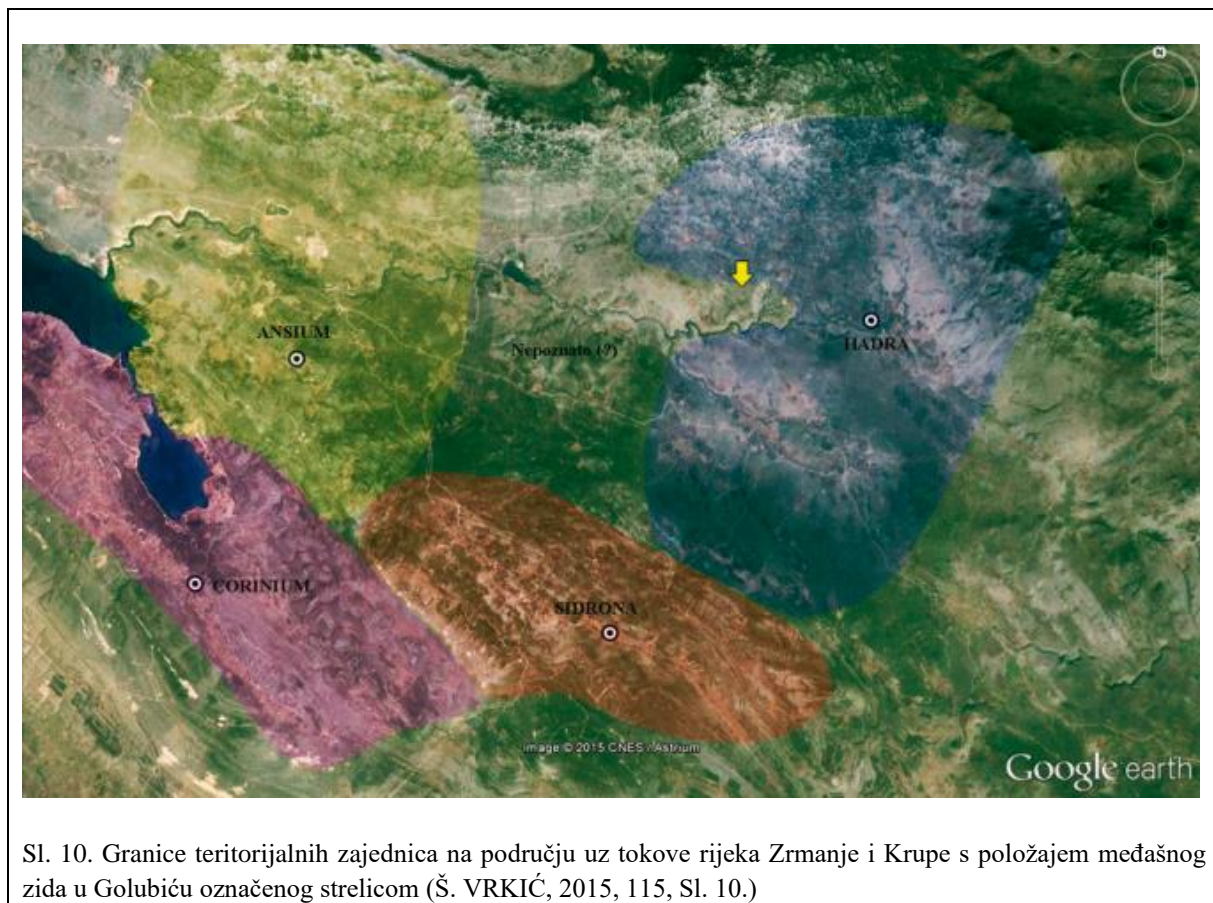 N
ANSIUM
Nepoznato (?)
HADRA
CORINIUM
SIDRONA
Image © 2015 CNES / Astrium
Google earth
Sl. 10. Granice teritorijalnih zajednica na području uz tokove rijeka Zrmanje i Krupe s položajem međašnog
zida u Golubiću označenog strelicom (Š. VRKIĆ, 2015, 115, Sl. 10.)